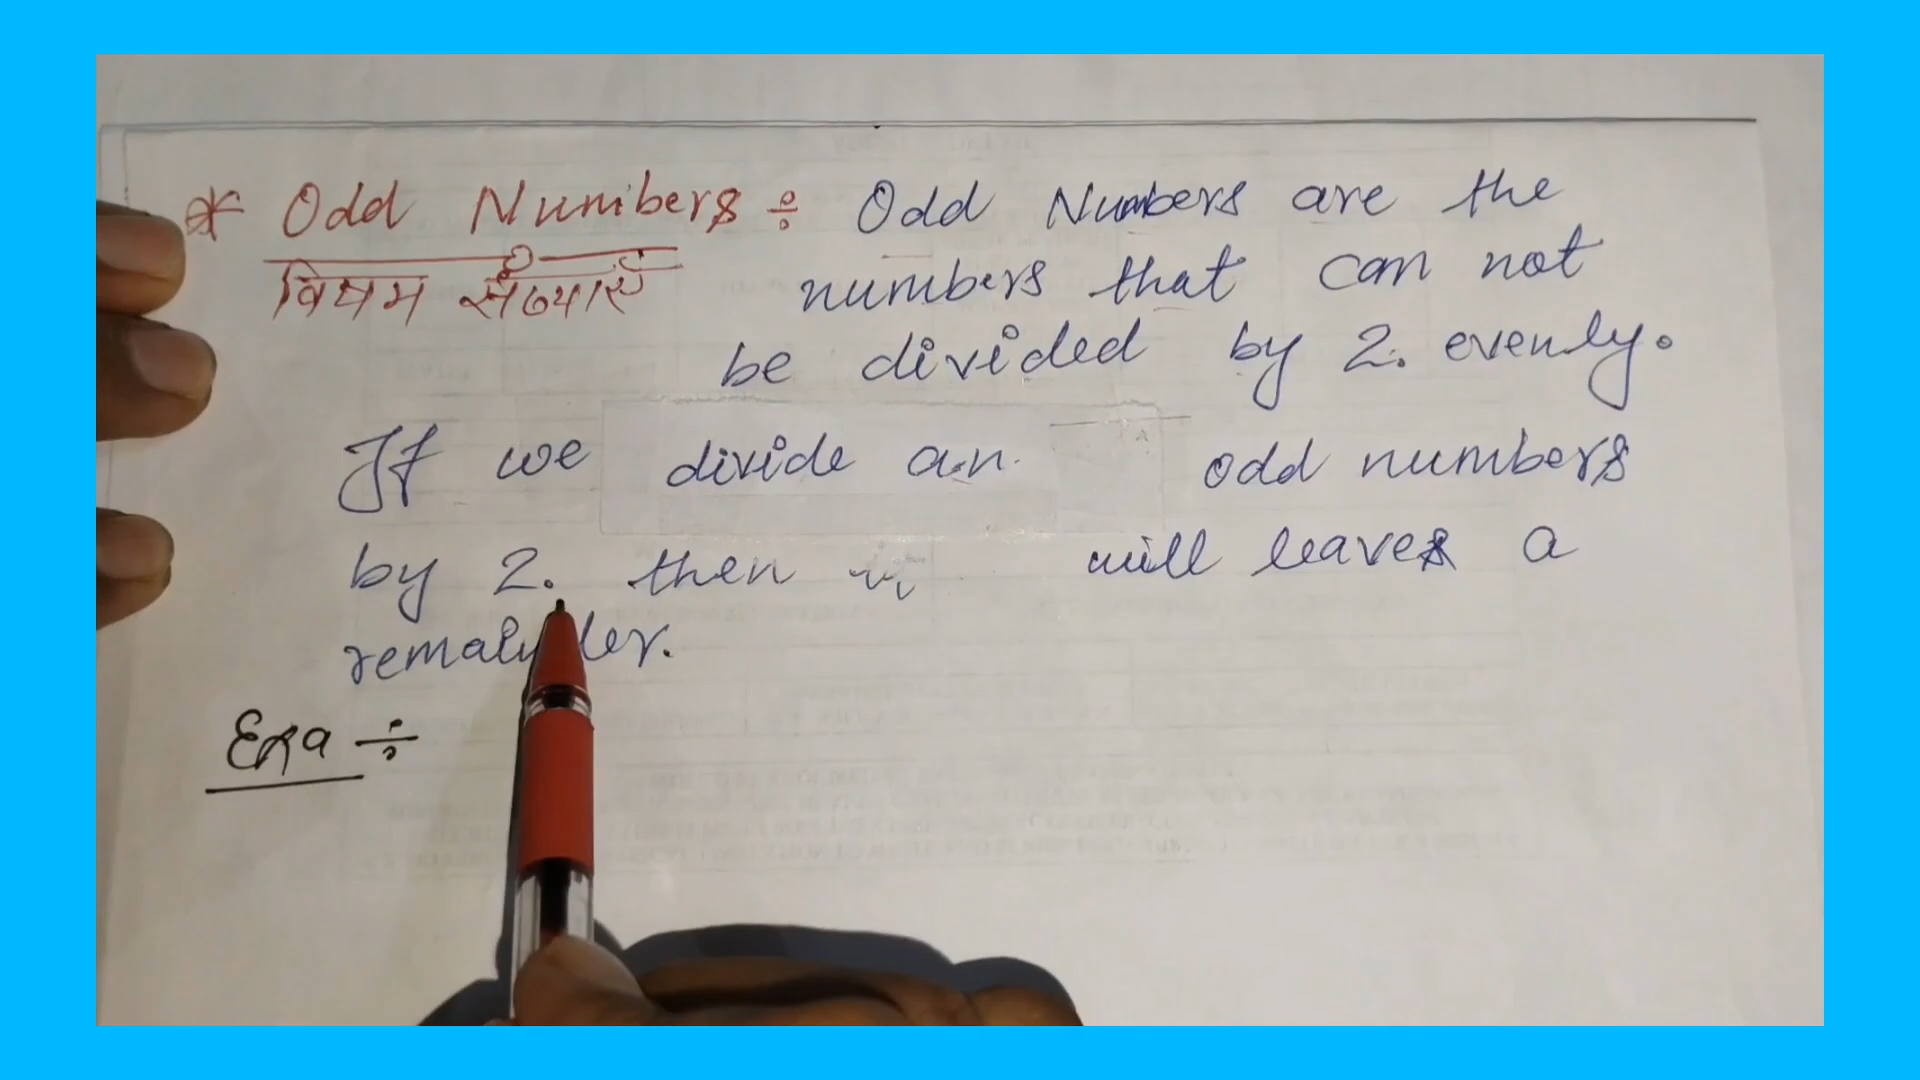 * Odd Numbers ÷ Odd Numbers are the
विषम संख्याएँ numbers that can not
be divided by 2. evenly.
If we divide an odd numbers
by 2. then will leaves a
remainder.
Exa ÷